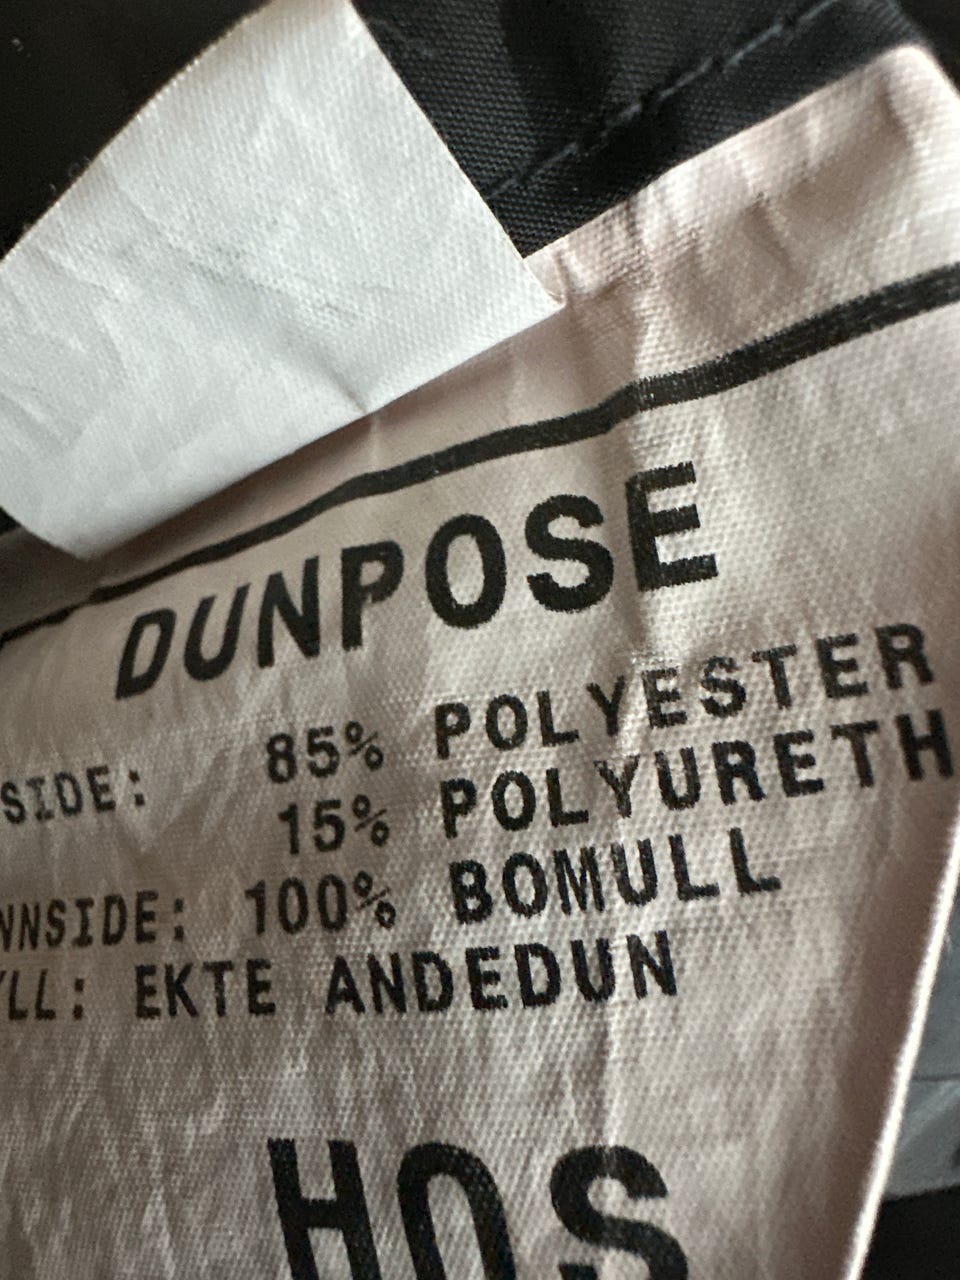 DUNPOSE
SIDE: 85% POLYESTER
15% POLYURETH
NNSIDE: 100% BOMULL
YLL: EKTE ANDEDUN
HOS